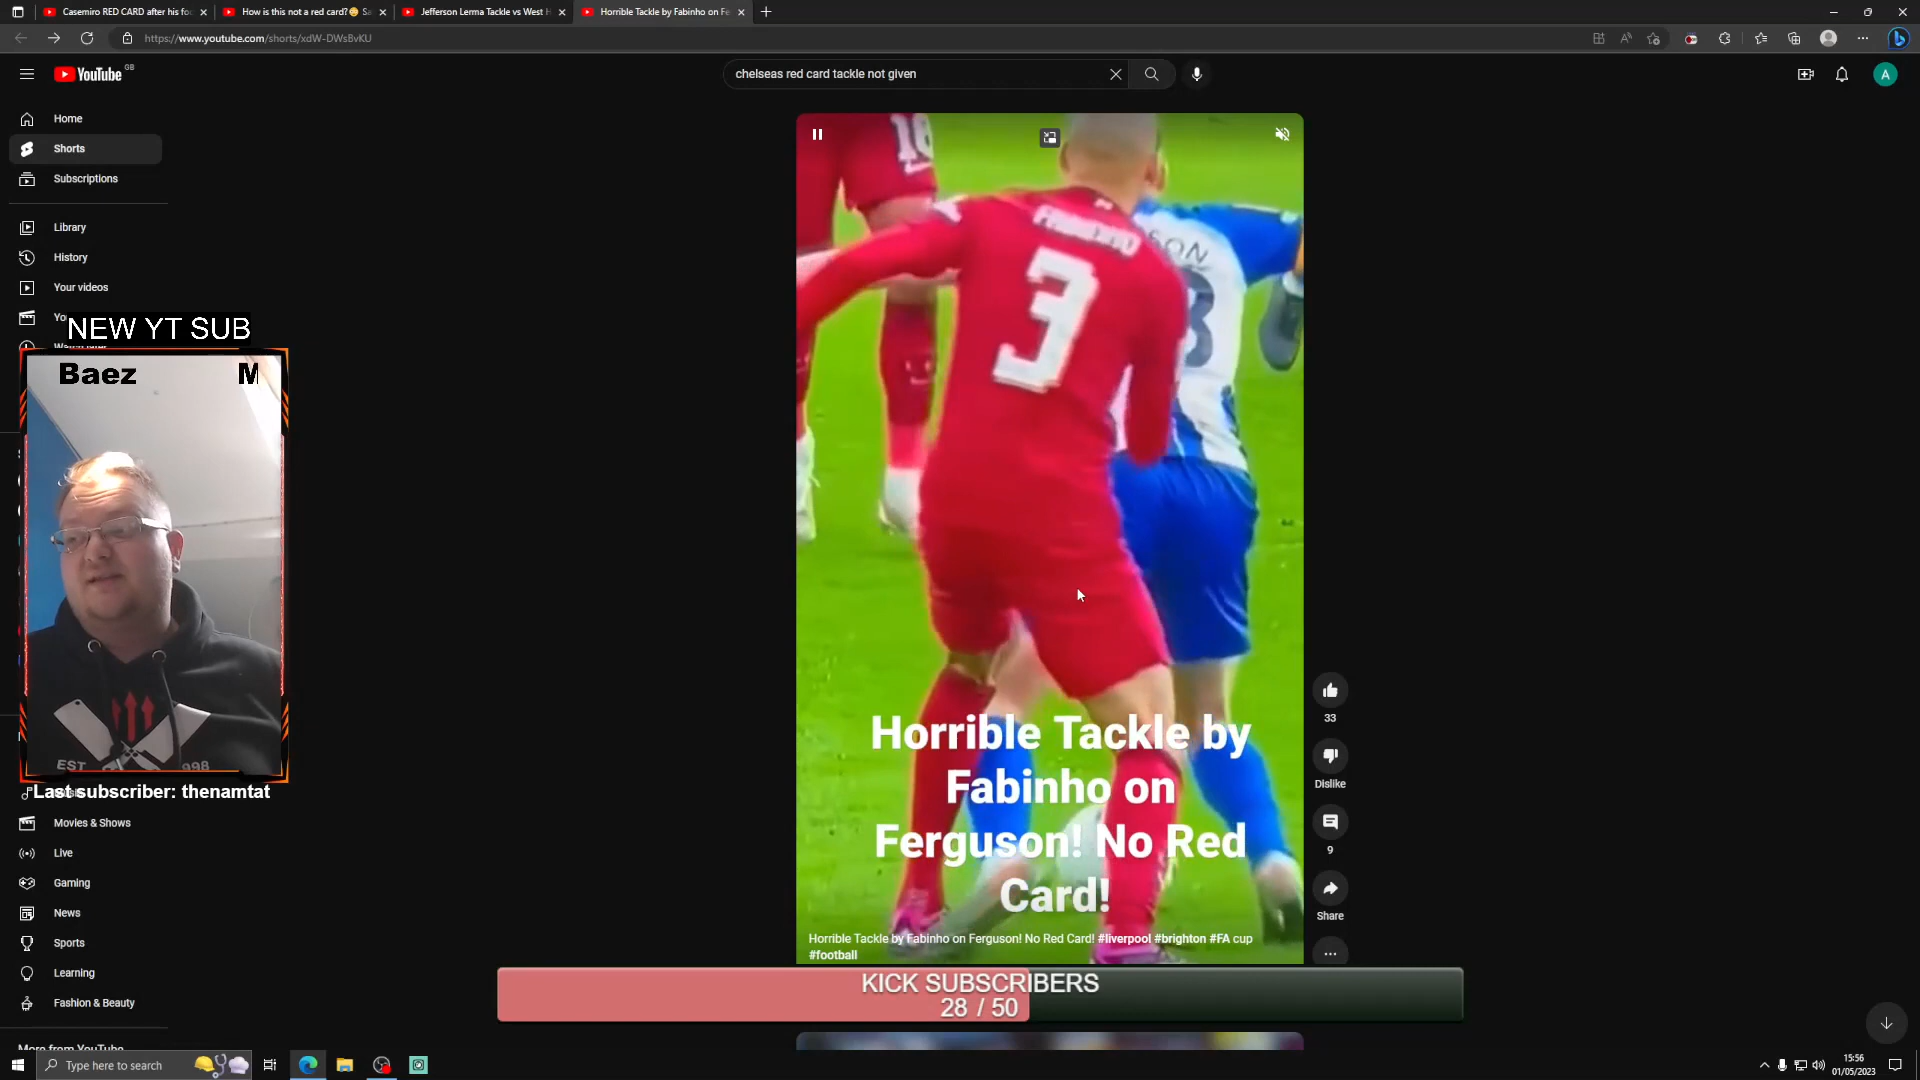 Casemiro RED CARD after his fo
How is this not a red card?😳 Sa
Jefferson Lerma Tackle vs West H
Horrible Tackle by Fabinho on Fe
https://www.youtube.com/shorts/xdW-DWsBvKU
YouTube GB
chelseas red card tackle not given
A
Home
Shorts
Subscriptions
Library
History
Your videos
NEW YT SUB
Baez M
EST 998
Last subscriber: thenamtat
Movies & Shows
Live
Gaming
News
Sports
Learning
Fashion & Beauty
More from YouTube
18
3
SON
Horrible Tackle by
Fabinho on
Ferguson! No Red
Card!
Horrible Tackle by Fabinho on Ferguson! No Red Card! #liverpool #brighton #FA cup
#football
33
Dislike
9
Share
KICK SUBSCRIBERS
28 / 50
Type here to search
15:56
01/05/2023